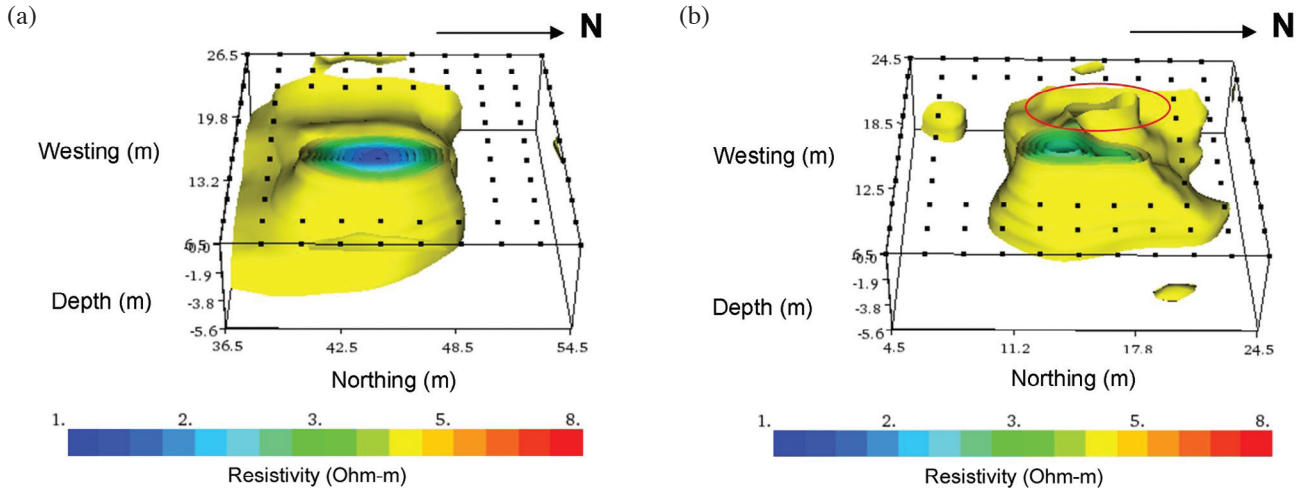 (a)
N
26.5
19.8
Westing (m)
13.2
6.5
-0.0
-1.9
Depth (m)
-3.8
-5.6
36.5 42.5 48.5 54.5
Northing (m)
1. 2. 3. 5. 8.
Resistivity (Ohm-m)
(b)
N
24.5
18.5
Westing (m)
12.5
6.5
-0.0
-1.9
Depth (m)
-3.8
-5.6
4.5 11.2 17.8 24.5
Northing (m)
1. 2. 3. 5. 8.
Resistivity (Ohm-m)